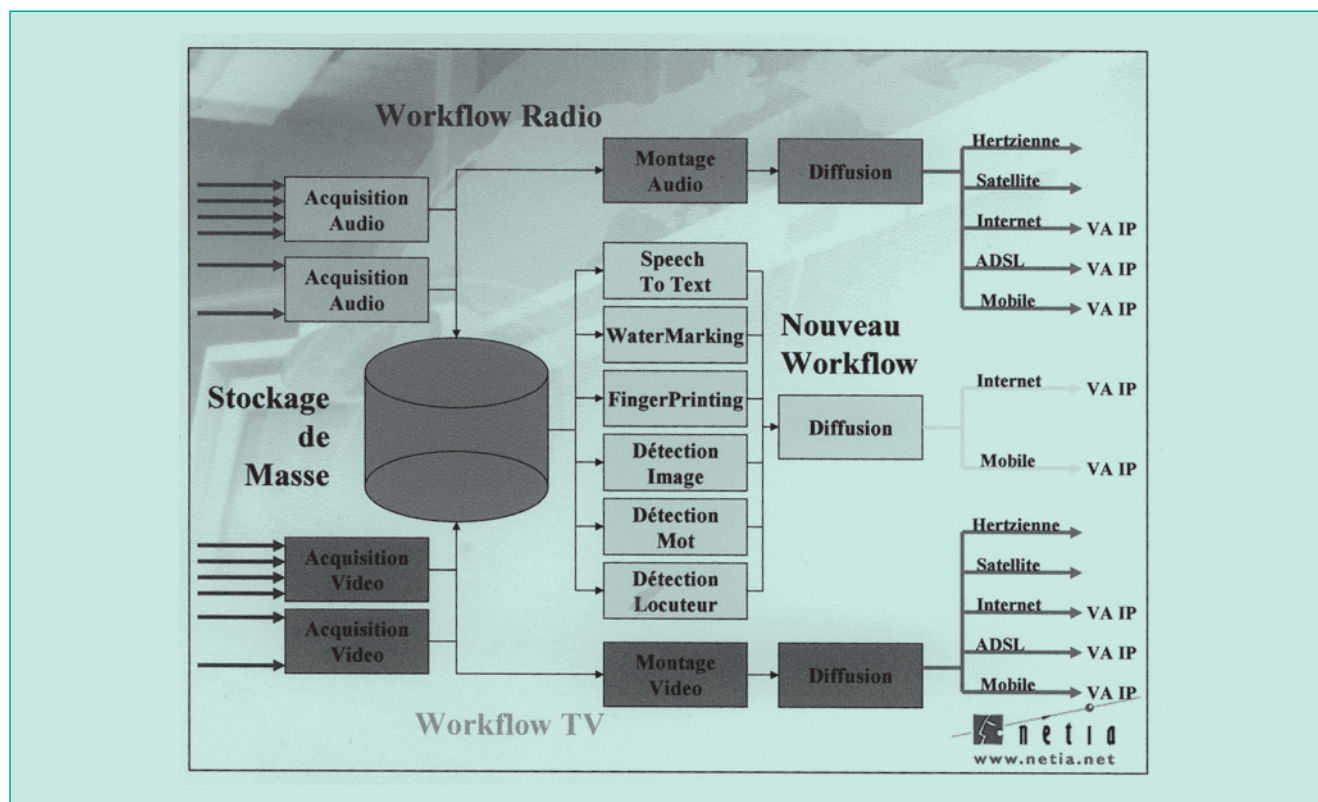 Workflow Radio
Acquisition
Audio
Acquisition
Audio
Montage
Audio
Diffusion
Hertzienne
Satellite
Internet
VA IP
ADSL
VA IP
Mobile
VA IP
Stockage
de
Masse
Speech
To Text
WaterMarking
FingerPrinting
Détection
Image
Détection
Mot
Détection
Locuteur
Nouveau
Workflow
Diffusion
Internet
VA IP
Mobile
VA IP
Acquisition
Video
Acquisition
Video
Montage
Video
Diffusion
Hertzienne
Satellite
Internet
VA IP
ADSL
VA IP
Mobile
VA IP
Workflow TV
netia
www.netia.net